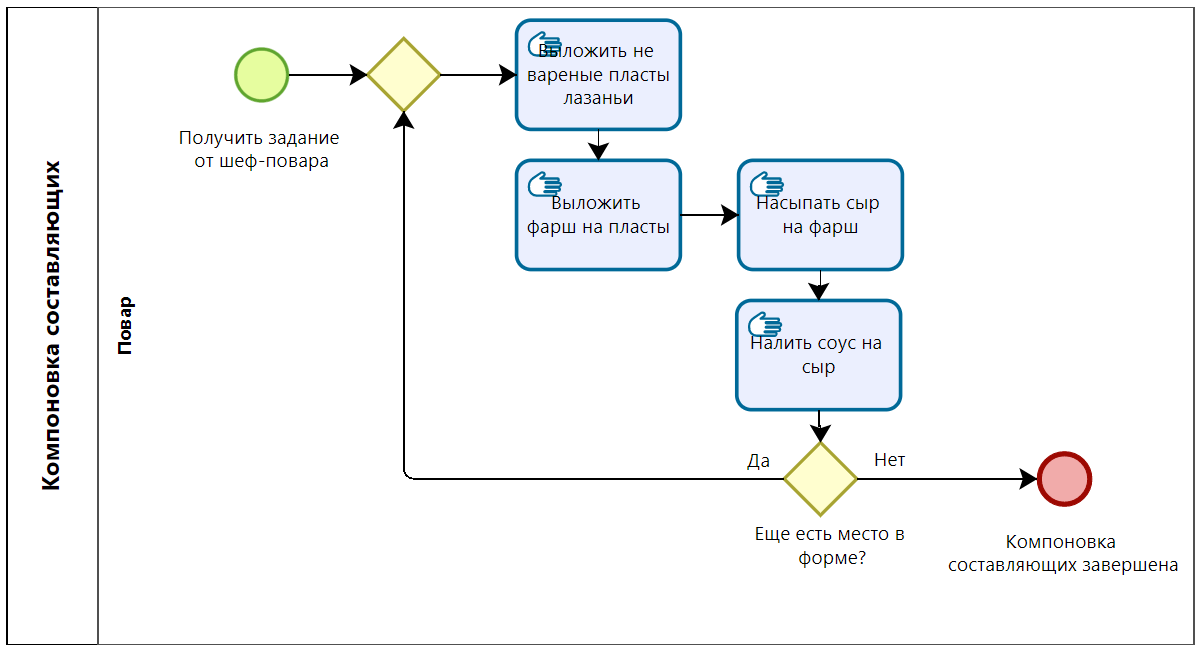 Компоновка составляющих
Повар
Получить задание
от шеф-повара
Выложить не
вареные пласты
лазаньи
Выложить
фарш на пласты
Насыпать сыр
на фарш
Налить соус на
сыр
Да
Нет
Еще есть место в
форме?
Компоновка
составляющих завершена